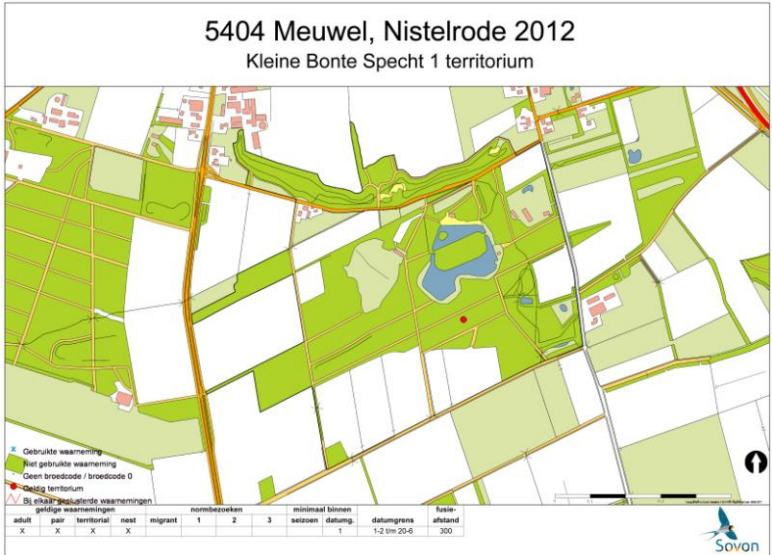 5404 Meuwel, Nistelrode 2012
Kleine Bonte Specht 1 territorium
Gebruikte waarneming
Niet gebruikte waarneming
Geen broedcode / broedcode 0
Geldig territorium
Bij elkaar geclusterde waarnemingen
geldige waarnemingen normbezoeken minimaal binnen fusie-
adult pair territorial nest migrant 1 2 3 seizoen datumg. datumgrens afstand
X X X X 1 1-2 t/m 20-6 300
Sovon